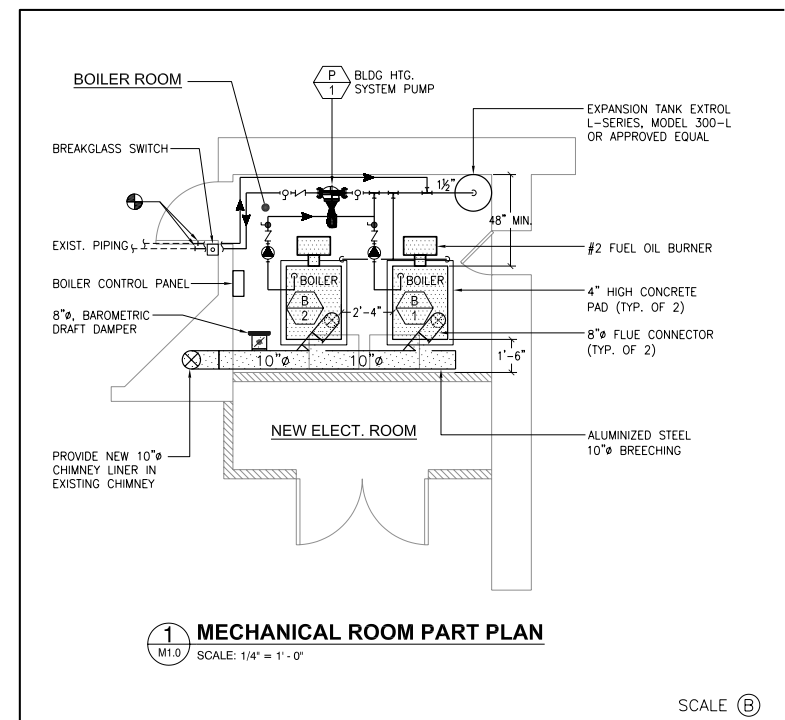 BOILER ROOM
P
1
BLDG HTG.
SYSTEM PUMP
EXPANSION TANK EXTROL
L-SERIES, MODEL 300-L
OR APPROVED EQUAL
BREAKGLASS SWITCH
1½"
48" MIN.
EXIST. PIPING
#2 FUEL OIL BURNER
BOILER CONTROL PANEL
BOILER
B
2
2'-4"
BOILER
B
1
4" HIGH CONCRETE
PAD (TYP. OF 2)
8"ø, BAROMETRIC
DRAFT DAMPER
8"ø FLUE CONNECTOR
(TYP. OF 2)
1'-6"
10"ø
10"ø
NEW ELECT. ROOM
PROVIDE NEW 10"ø
CHIMNEY LINER IN
EXISTING CHIMNEY
ALUMINIZED STEEL
10"ø BREECHING
1
M1.0
MECHANICAL ROOM PART PLAN
SCALE: 1/4" = 1' - 0"
SCALE B